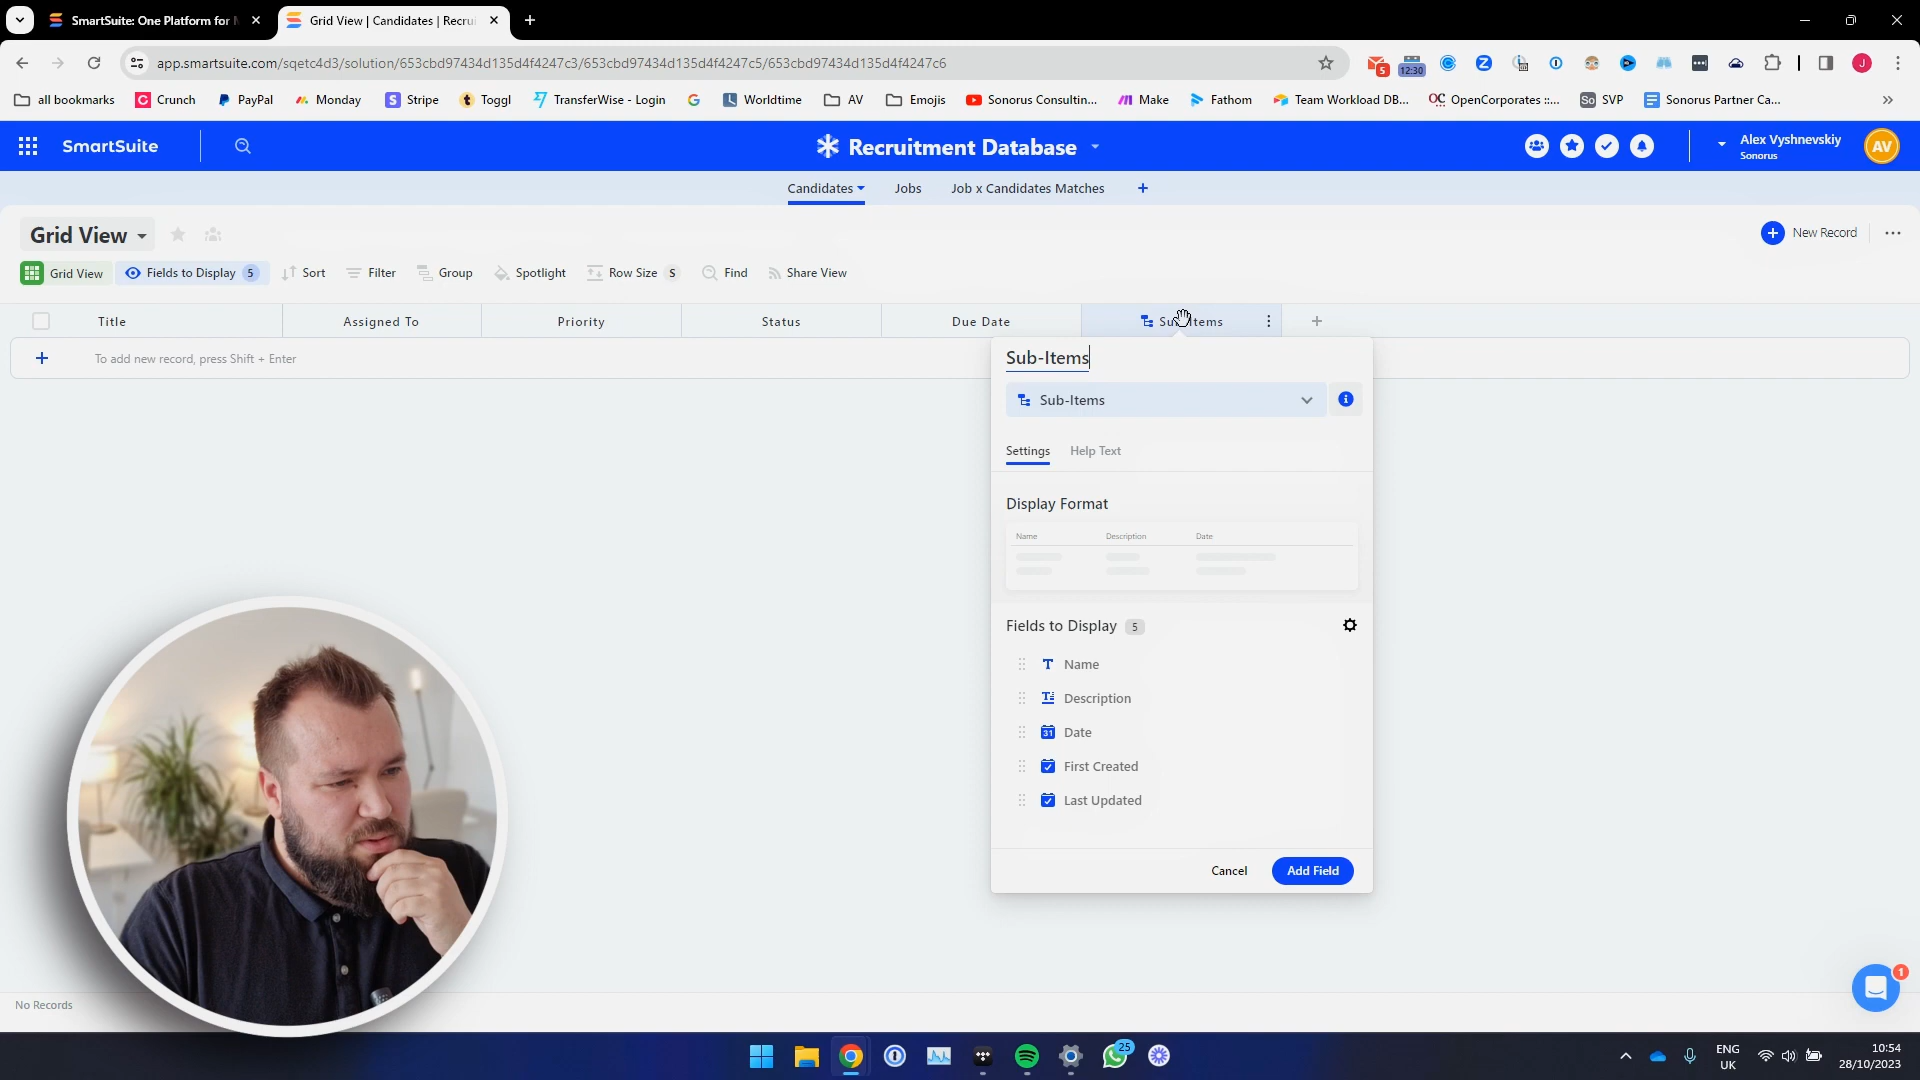 SmartSuite: One Platform for
Grid View | Candidates | Recrui
app.smartsuite.com/sqetc4d3/solution/653cbd97434d135d4f4247c3/653cbd97434d135d4f4247c5/653cbd97434d135d4f4247c6
5
12:30
all bookmarks
Crunch
PayPal
Monday
Stripe
Toggl
TransferWise - Login
Worldtime
AV
Emojis
Sonorus Consultin...
Make
Fathom
Team Workload DB...
OpenCorporates ::...
SVP
Sonorus Partner Ca...
SmartSuite
Recruitment Database
Alex Vyshnevskiy
Sonorus
AV
Candidates
Jobs
Job x Candidates Matches
Grid View
New Record
Grid View
Fields to Display 5
Sort
Filter
Group
Spotlight
Row Size S
Find
Share View
Title
Assigned To
Priority
Status
Due Date
To add new record, press Shift + Enter
Sub-Items
Sub-Items
Settings
Help Text
Display Format
Name
Description
Date
Fields to Display 5
Name
Description
Date
First Created
Last Updated
Cancel
Add Field
No Records
1
25
ENG
UK
10:54
28/10/2023